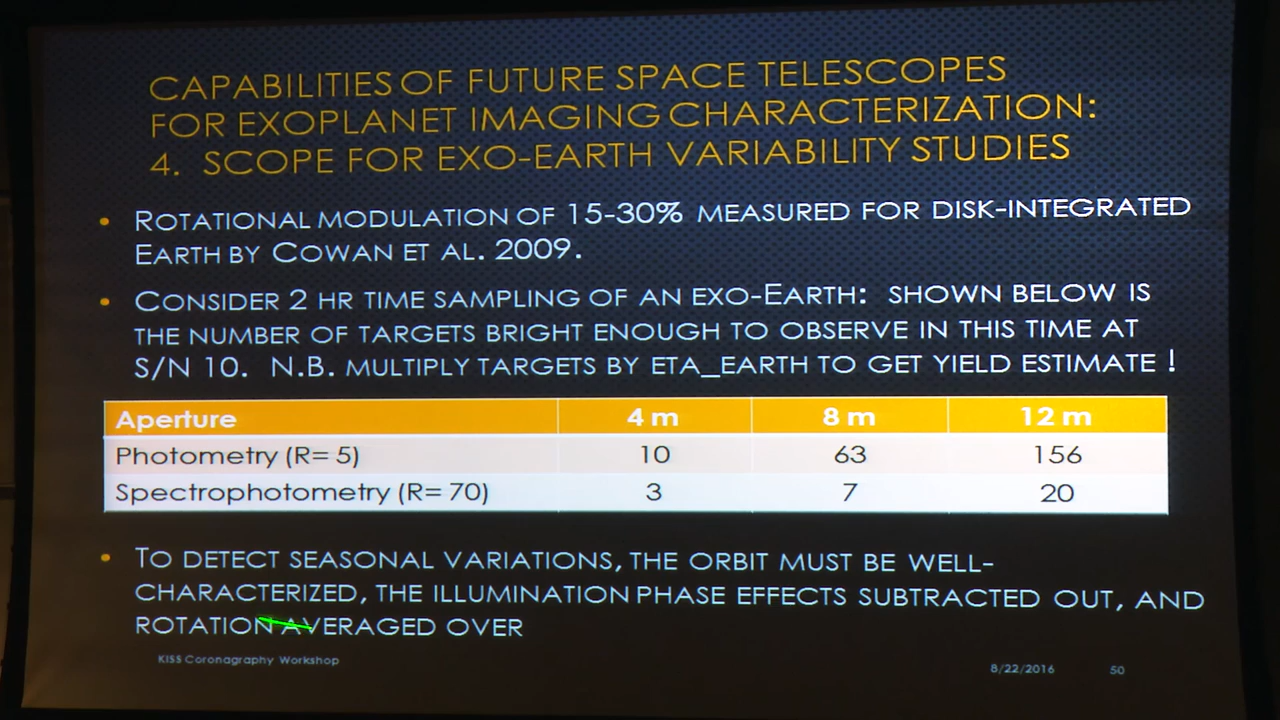 CAPABILITIES OF FUTURE SPACE TELESCOPES
FOR EXOPLANET IMAGING CHARACTERIZATION:
4. SCOPE FOR EXO-EARTH VARIABILITY STUDIES
• ROTATIONAL MODULATION OF 15-30% MEASURED FOR DISK-INTEGRATED
EARTH BY COWAN ET AL. 2009.
• CONSIDER 2 HR TIME SAMPLING OF AN EXO-EARTH: SHOWN BELOW IS
THE NUMBER OF TARGETS BRIGHT ENOUGH TO OBSERVE IN THIS TIME AT
S/N 10. N.B. MULTIPLY TARGETS BY ETA_EARTH TO GET YIELD ESTIMATE !
Aperture 4 m 8 m 12 m
Photometry (R= 5) 10 63 156
Spectrophotometry (R= 70) 3 7 20
• TO DETECT SEASONAL VARIATIONS, THE ORBIT MUST BE WELL-
CHARACTERIZED, THE ILLUMINATION PHASE EFFECTS SUBTRACTED OUT, AND
ROTATION AVERAGED OVER
KISS Coronagraphy Workshop 8/22/2016 50